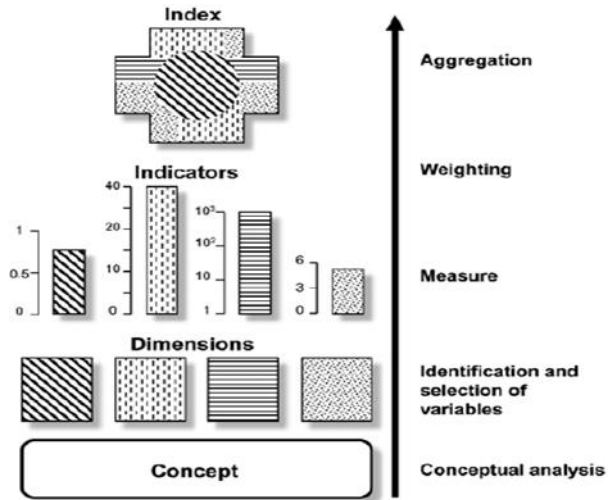 Index
Aggregation
Indicators
Weighting
40
20
10
0
1
0.5
0
10³
10²
10
1
6
3
0
Measure
Dimensions
Identification and
selection of
variables
Concept
Conceptual analysis